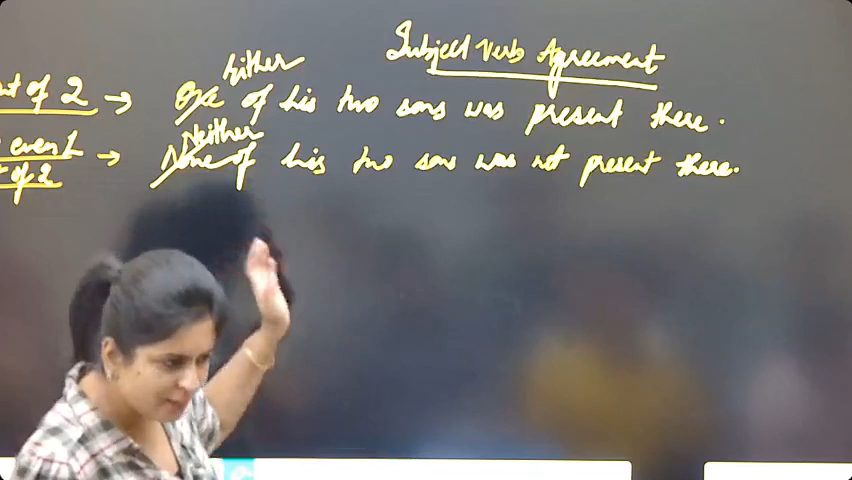 Subject Verb Agreement
Either
of 2 → One of his two sons was present there.
Neither
event → None of his two sons was not present there.
of 2